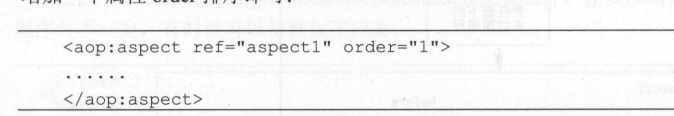 <aop:aspect ref="aspect1" order="1">
......
</aop:aspect>